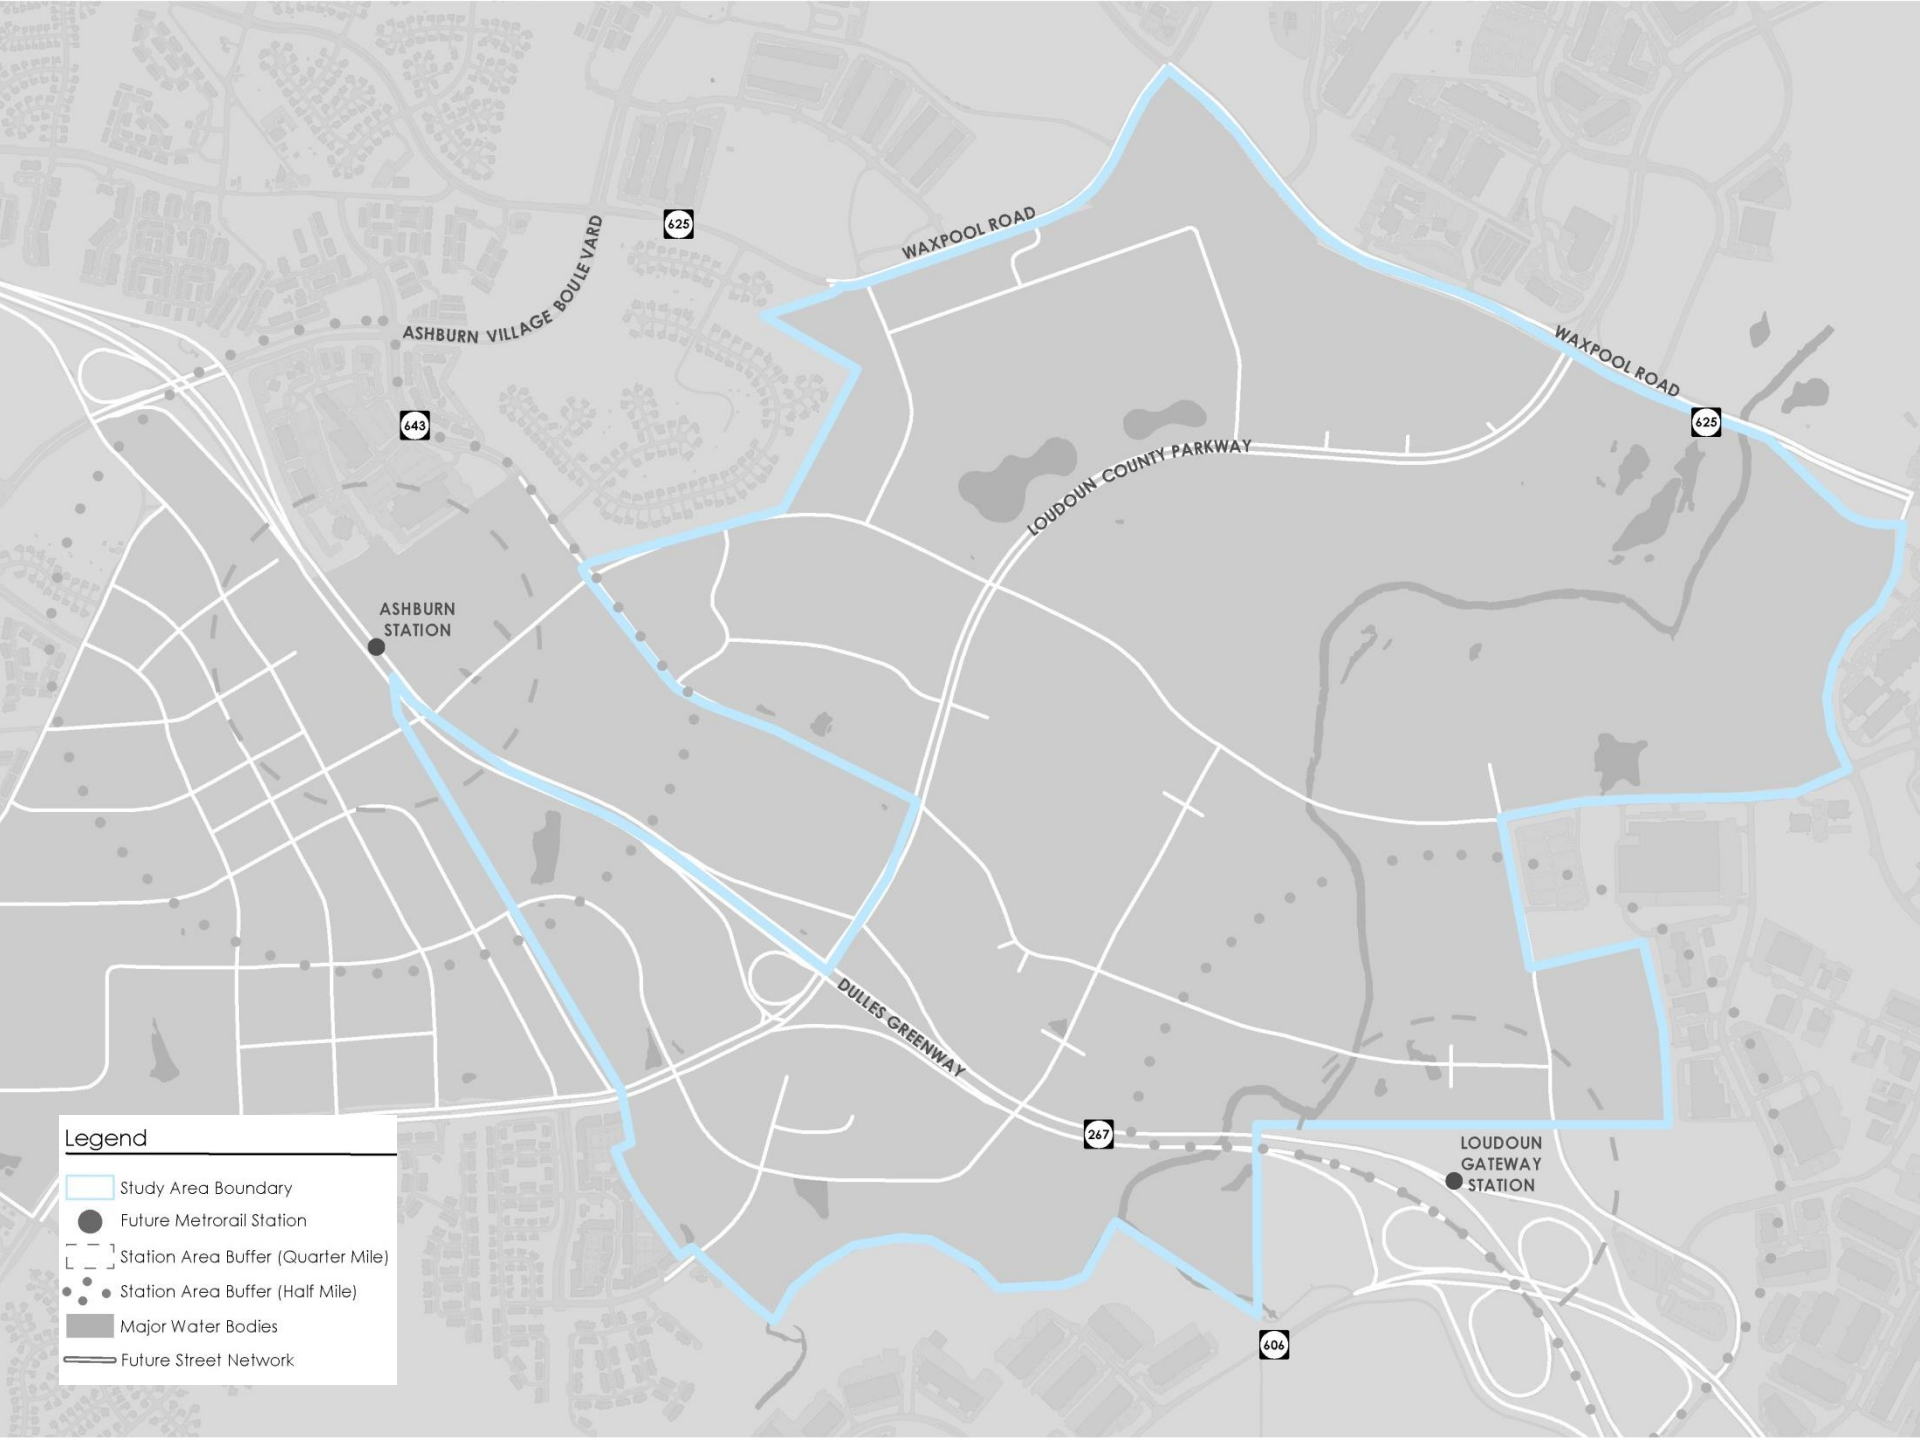 625
WAXPOOL ROAD
ASHBURN VILLAGE BOULEVARD
WAXPOOL ROAD
625
643
LOUDOUN COUNTY PARKWAY
ASHBURN
STATION
DULLES GREENWAY
267
LOUDOUN
GATEWAY
STATION
606
Legend
Study Area Boundary
Future Metrorail Station
Station Area Buffer (Quarter Mile)
Station Area Buffer (Half Mile)
Major Water Bodies
Future Street Network